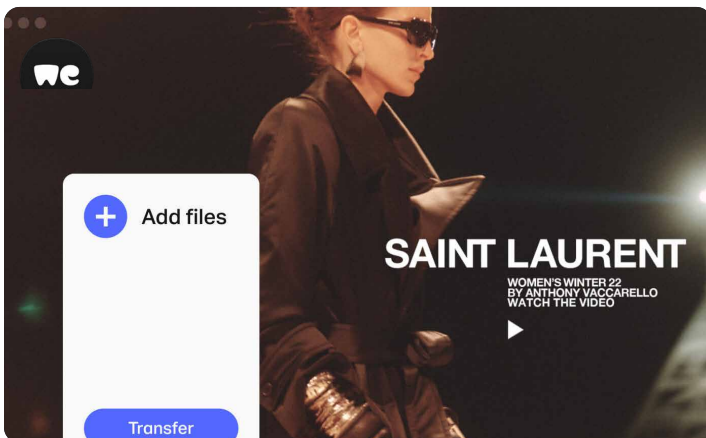 we
Add files
Transfer
SAINT LAURENT
WOMEN'S WINTER 22
BY ANTHONY VACCARELLO
WATCH THE VIDEO